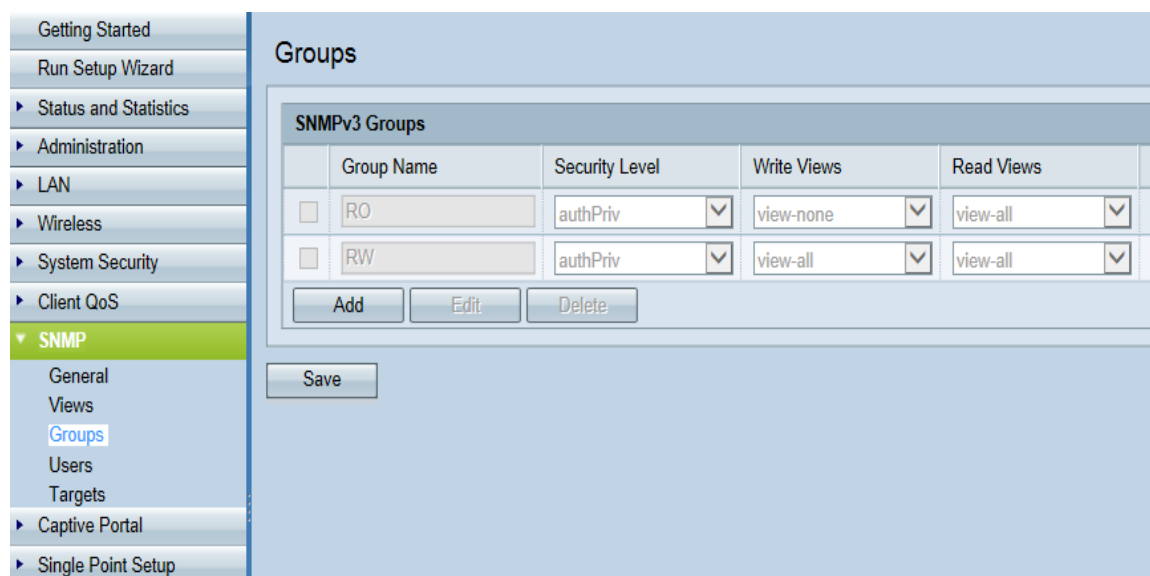 Getting Started
Run Setup Wizard
Status and Statistics
Administration
LAN
Wireless
System Security
Client QoS
SNMP
General
Views
Groups
Users
Targets
Captive Portal
Single Point Setup
Groups
SNMPv3 Groups
Group Name Security Level Write Views Read Views
RO authPriv view-none view-all
RW authPriv view-all view-all
Add Edit Delete
Save